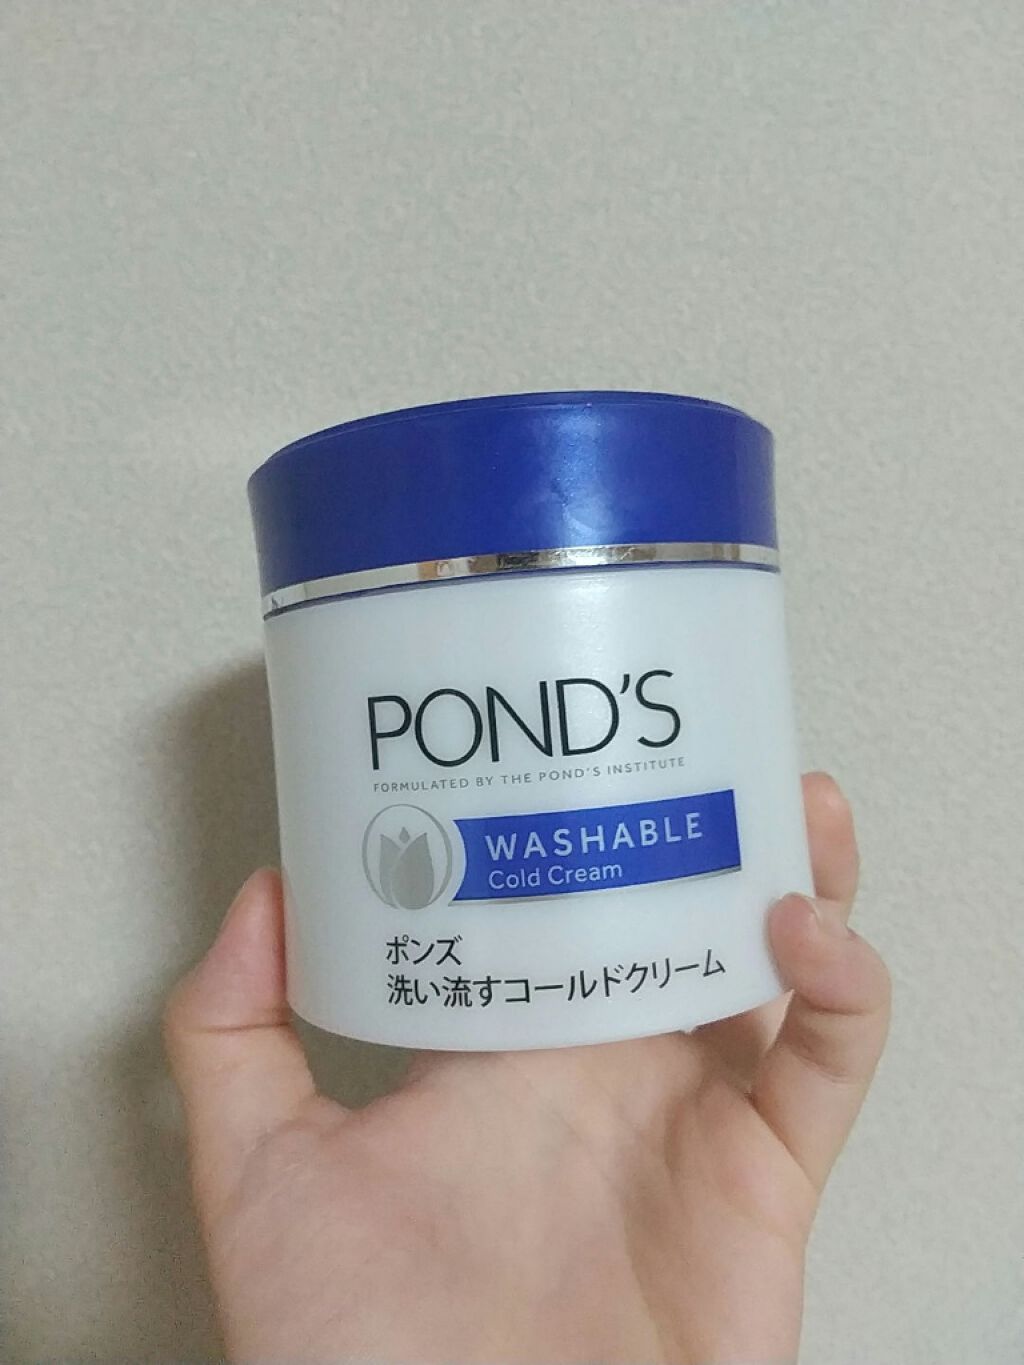 POND'S
FORMULATED BY THE POND'S INSTITUTE
WASHABLE
Cold Cream
ポンズ
洗い流すコールドクリーム